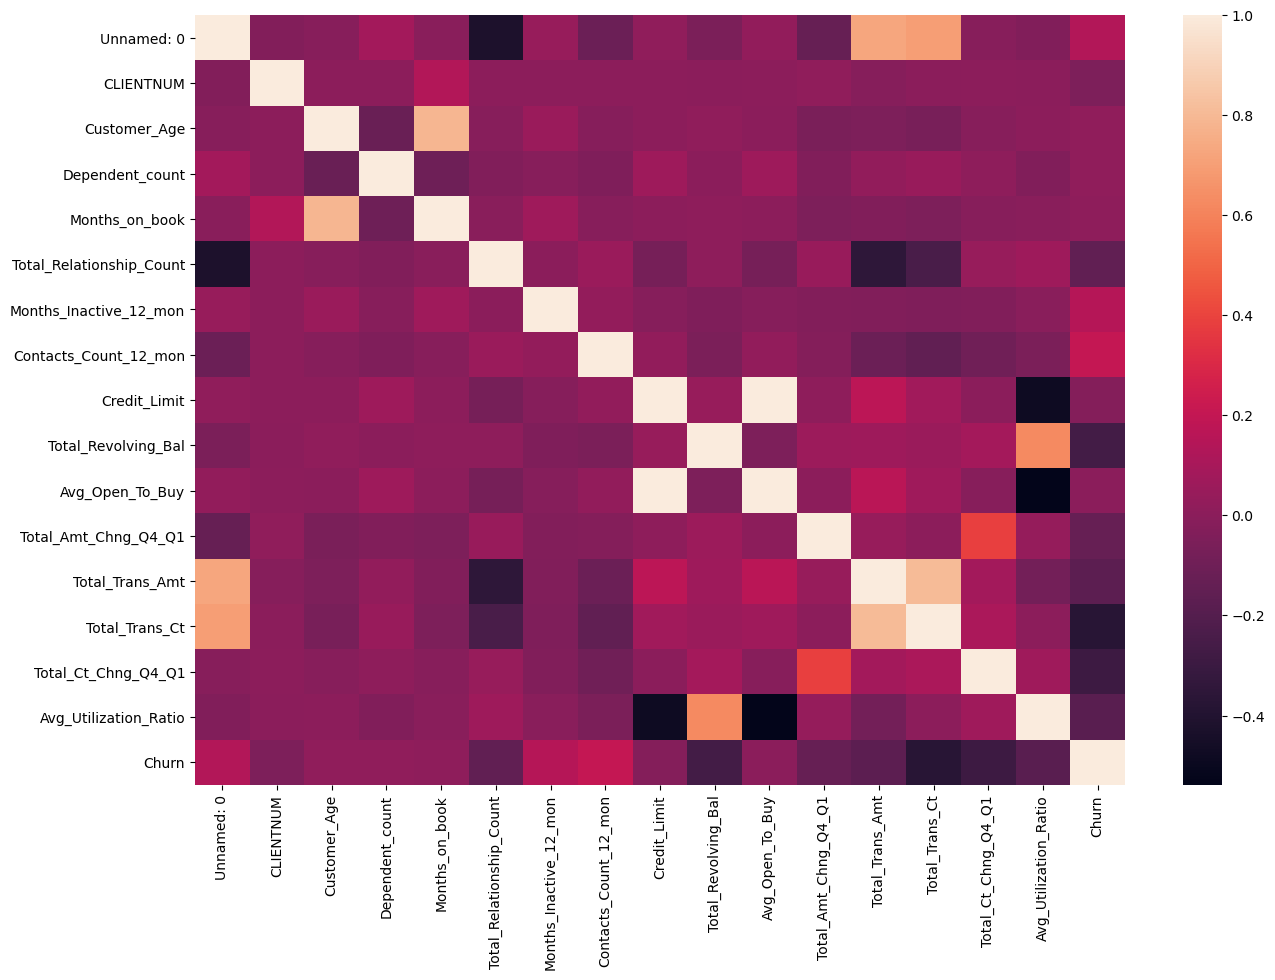 Unnamed: 0
CLIENTNUM
Customer_Age
Dependent_count
Months_on_book
Total_Relationship_Count
Months_Inactive_12_mon
Contacts_Count_12_mon
Credit_Limit
Total_Revolving_Bal
Avg_Open_To_Buy
Total_Amt_Chng_Q4_Q1
Total_Trans_Amt
Total_Trans_Ct
Total_Ct_Chng_Q4_Q1
Avg_Utilization_Ratio
Churn
Unnamed: 0
CLIENTNUM
Customer_Age
Dependent_count
Months_on_book
Total_Relationship_Count
Months_Inactive_12_mon
Contacts_Count_12_mon
Credit_Limit
Total_Revolving_Bal
Avg_Open_To_Buy
Total_Amt_Chng_Q4_Q1
Total_Trans_Amt
Total_Trans_Ct
Total_Ct_Chng_Q4_Q1
Avg_Utilization_Ratio
Churn
1.0
0.8
0.6
0.4
0.2
0.0
−0.2
−0.4